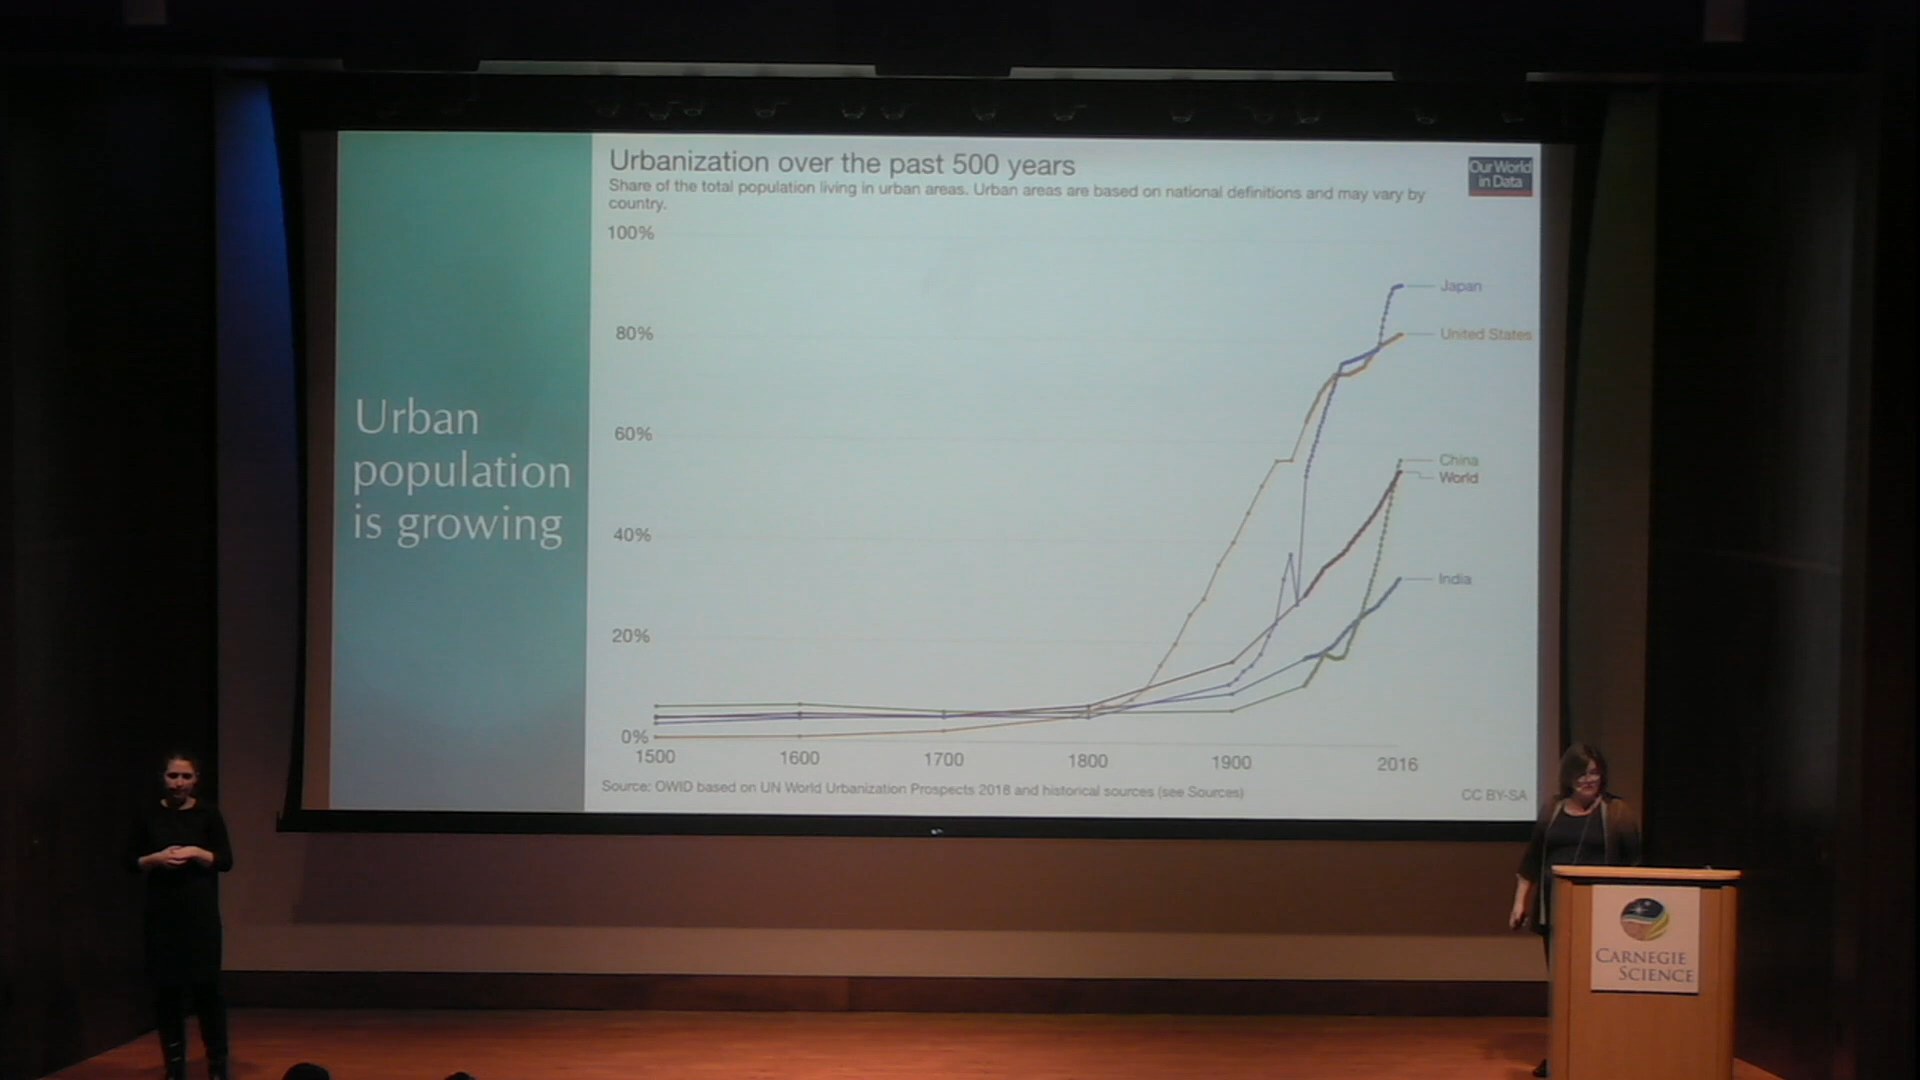 Urban
population
is growing
Urbanization over the past 500 years
Share of the total population living in urban areas. Urban areas are based on national definitions and may vary by
country.
Our World
in Data
100%
80%
60%
40%
20%
0%
Japan
United States
China
World
India
1500
1600
1700
1800
1900
2016
Source: OWID based on UN World Urbanization Prospects 2018 and historical sources (see Sources)
CC BY-SA
CARNEGIE
SCIENCE